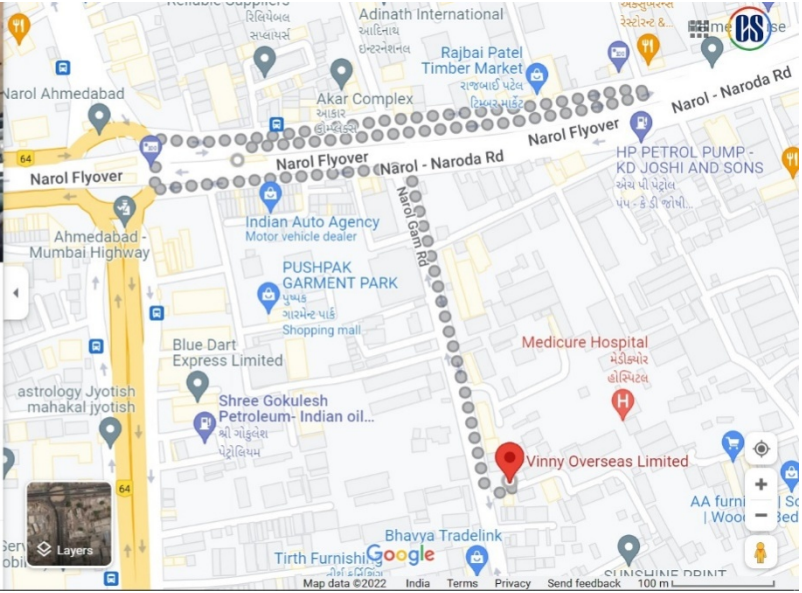 Reliable Suppliers
રિલિયેબલ
સપ્લાયર્સ
Adinath International
આદિનાથ
ઇન્ટરનેશનલ
રેસ્ટોરન્ટ &...
BS
Rajbai Patel
Timber Market
રાજબાઈ પટેલ
ટિમ્બર માર્કેટ
Narol Ahmedabad
Akar Complex
આકાર
કોમ્પ્લેક્સ
Narol - Naroda Rd
Narol Flyover
HP PETROL PUMP -
KD JOSHI AND SONS
એચ પી પેટ્રોલ
પંપ - કે ડી જોષી...
64
Narol Flyover
Narol Flyover
Narol - Naroda Rd
Narol Gam Rd
Indian Auto Agency
Motor vehicle dealer
Ahmedabad -
Mumbai Highway
PUSHPAK
GARMENT PARK
પુષ્પક
ગારમેન્ટ પાર્ક
Shopping mall
Blue Dart
Express Limited
Medicure Hospital
મેડીક્યોર
હોસ્પિટલ
H
astrology Jyotish
mahakal jyotish
Shree Gokulesh
Petroleum- Indian oil...
શ્રી ગોકુલેશ
પેટ્રોલિયમ
Vinny Overseas Limited
64
AA furni
Layers
Bhavya Tradelink
Tirth Furnishing
Google
SUNSHINE PRINT
Map data ©2022 India Terms Privacy Send feedback 100 m